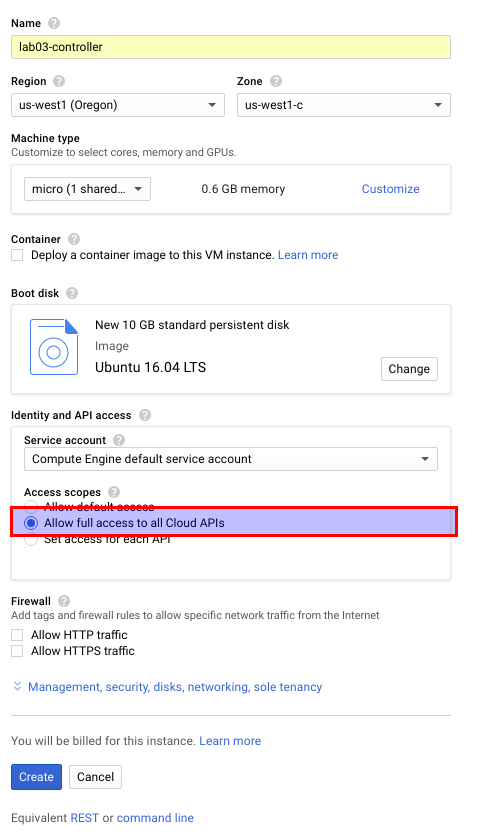 Name
lab03-controller
Region Zone
us-west1 (Oregon) us-west1-c
Machine type
Customize to select cores, memory and GPUs.
micro (1 shared... 0.6 GB memory Customize
Container
Deploy a container image to this VM instance. Learn more
Boot disk
New 10 GB standard persistent disk
Image
Ubuntu 16.04 LTS
Change
Identity and API access
Service account
Compute Engine default service account
Access scopes
Allow default access
Allow full access to all Cloud APIs
Set access for each API
Firewall
Add tags and firewall rules to allow specific network traffic from the Internet
Allow HTTP traffic
Allow HTTPS traffic
Management, security, disks, networking, sole tenancy
You will be billed for this instance. Learn more
Create Cancel
Equivalent REST or command line